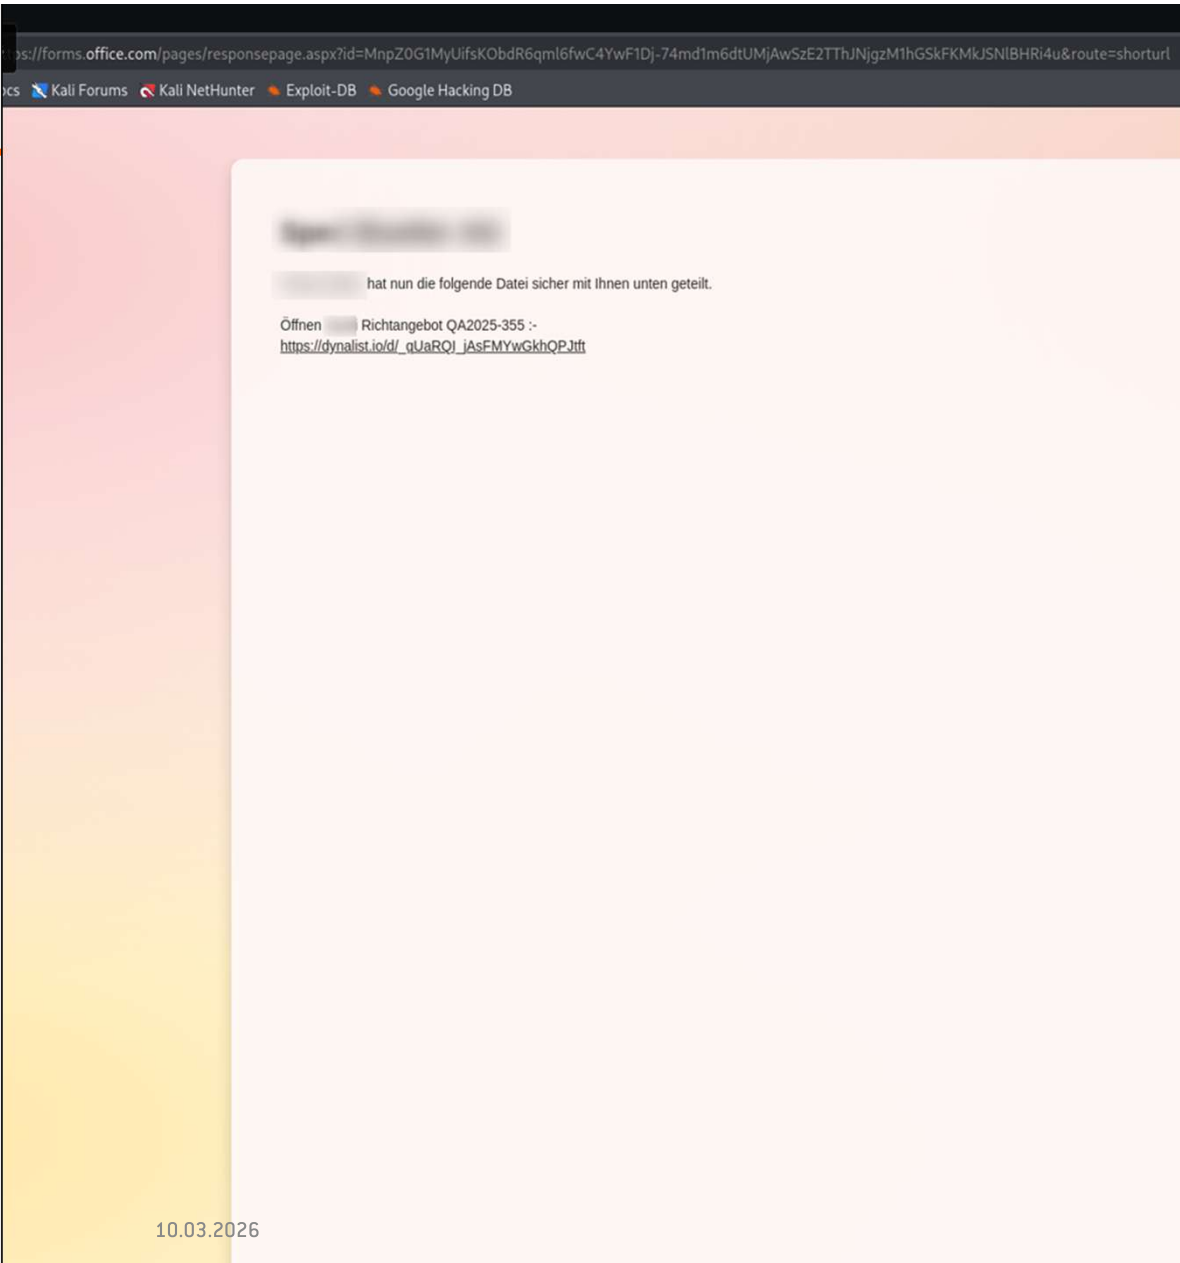 ps://forms.office.com/pages/responsepage.aspx?id=MnpZ0G1MyUifsKObdR6qml6fwC4YwF1Dj-74md1m6dtUMjAwSzE2TThJNjgzM1hGSkFKMkJSNlBHRi4u&route=shorturl
ocs Kali Forums Kali NetHunter Exploit-DB Google Hacking DB
hat nun die folgende Datei sicher mit Ihnen unten geteilt.
Öffnen Richtangebot QA2025-355 :-
https://dynalist.io/d/_qUaRQI_jAsFMYwGkhQPJtft
10.03.2026